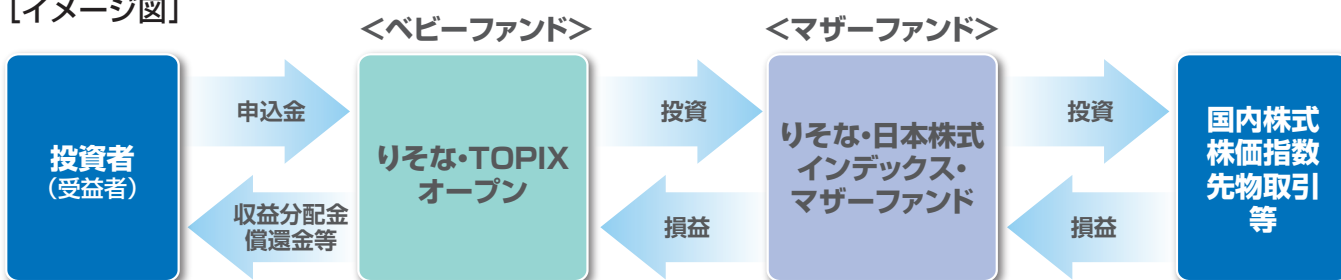 ［イメージ図］
＜ベビーファンド＞
＜マザーファンド＞
投資者
（受益者）
申込金
収益分配金
償還金等
りそな・TOPIX
オープン
投資
損益
りそな・日本株式
インデックス・
マザーファンド
投資
損益
国内株式
株価指数
先物取引
等